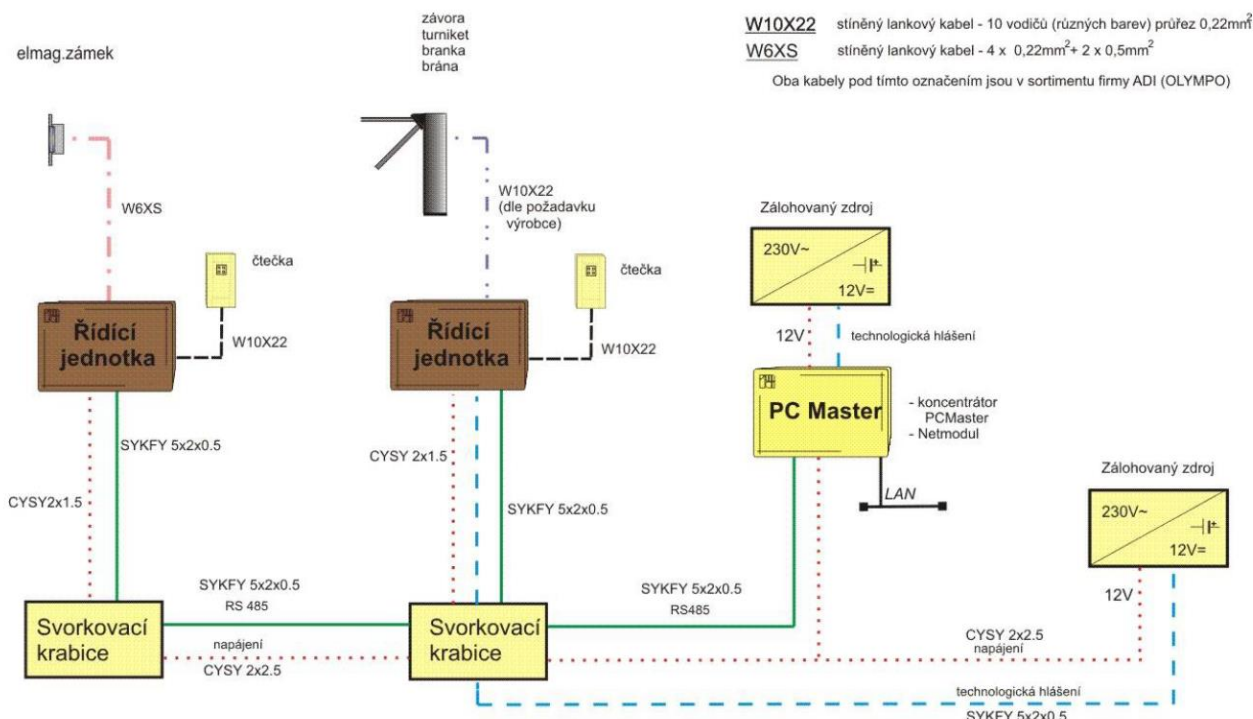 elmag.zámek
závora
turniket
branka
brána
W10X22 stíněný lankový kabel - 10 vodičů (různých barev) průřez 0,22mm²
W6XS stíněný lankový kabel - 4 x 0,22mm²+ 2 x 0,5mm²
Oba kabely pod tímto označením jsou v sortimentu firmy ADI (OLYMPO)
W6XS
W10X22
(dle požadavku
výrobce)
Zálohovaný zdroj
230V~
12V=
čtečka
čtečka
Řídící
jednotka
W10X22
Řídící
jednotka
W10X22
12V
technologická hlášení
PC Master
- koncentrátor
PCMaster
- Netmodul
LAN
SYKFY 5x2x0.5
CYSY2x1.5
CYSY 2x1.5
SYKFY 5x2x0.5
Zálohovaný zdroj
230V~
12V=
12V
Svorkovací
krabice
SYKFY 5x2x0.5
RS 485
napájení
CYSY 2x2.5
Svorkovací
krabice
SYKFY 5x2x0.5
RS485
CYSY 2x2.5
napájení
technologická hlášení
SYKFY 5x2x0.5